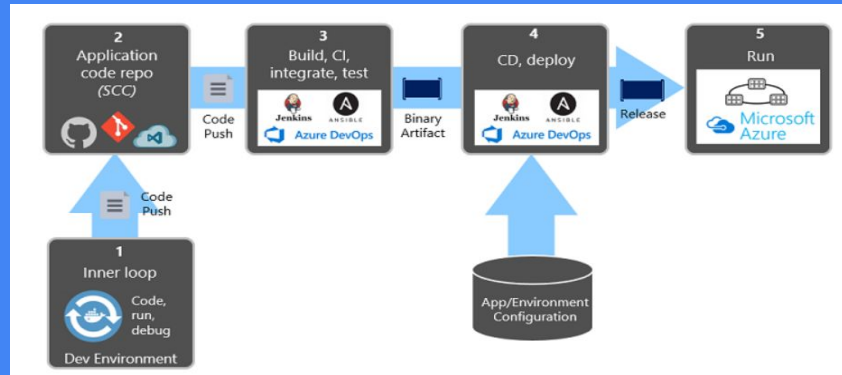 2
Application
code repo
(SCC)
Code
Push
3
Build, CI,
integrate, test
Jenkins
ANSIBLE
Azure DevOps
Binary
Artifact
4
CD, deploy
Jenkins
ANSIBLE
Azure DevOps
Release
5
Run
Microsoft
Azure
Code
Push
1
Inner loop
Code,
run,
debug
Dev Environment
App/Environment
Configuration